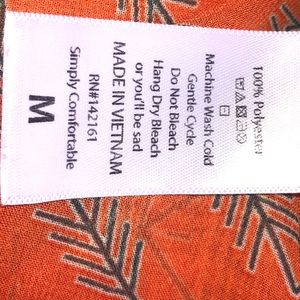 100% Polyester
Machine Wash Cold
Gentle Cycle
Do Not Bleach
Hang Dry Bleach
or you'll be sad
MADE IN VIETNAM
RN#142161
Simply Comfortable
M